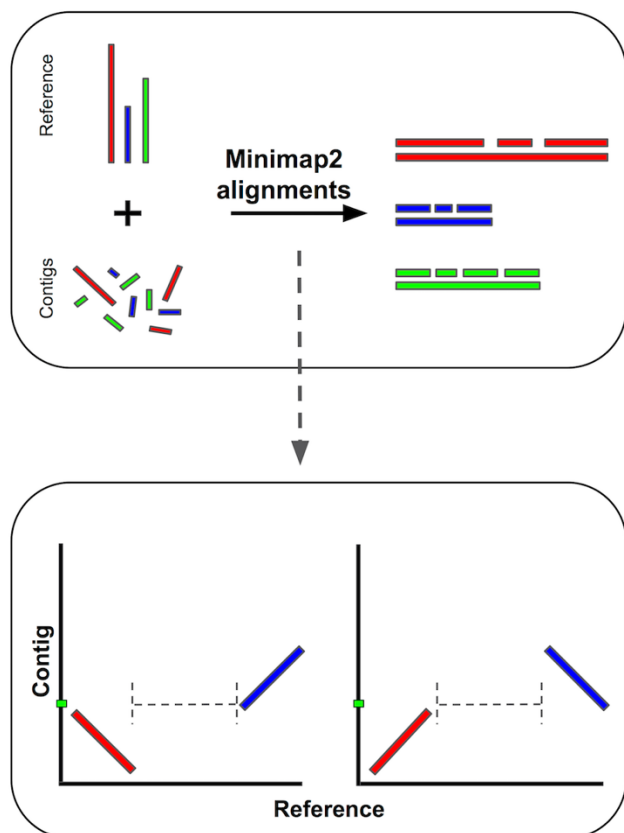 Reference
Minimap2
alignments
+
Contigs
Contig
Reference